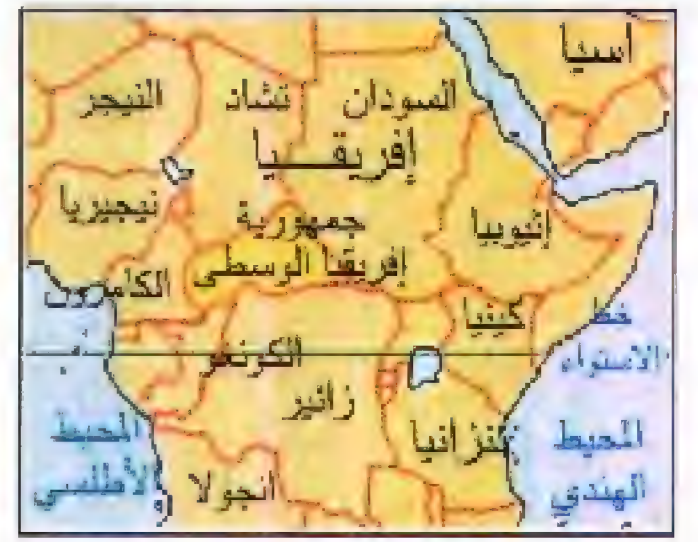 آسيا
النيجر
تشاد
السودان
إفريقـــيا
نيجيريا
جمهورية
إفريقيا الوسطى
إثيوبيا
الكاميرون
كينيا
خط
الاستواء
الكونغو
زائير
تنزانيا
المحيط
الأطلسي
أنجولا
المحيط
الهندي